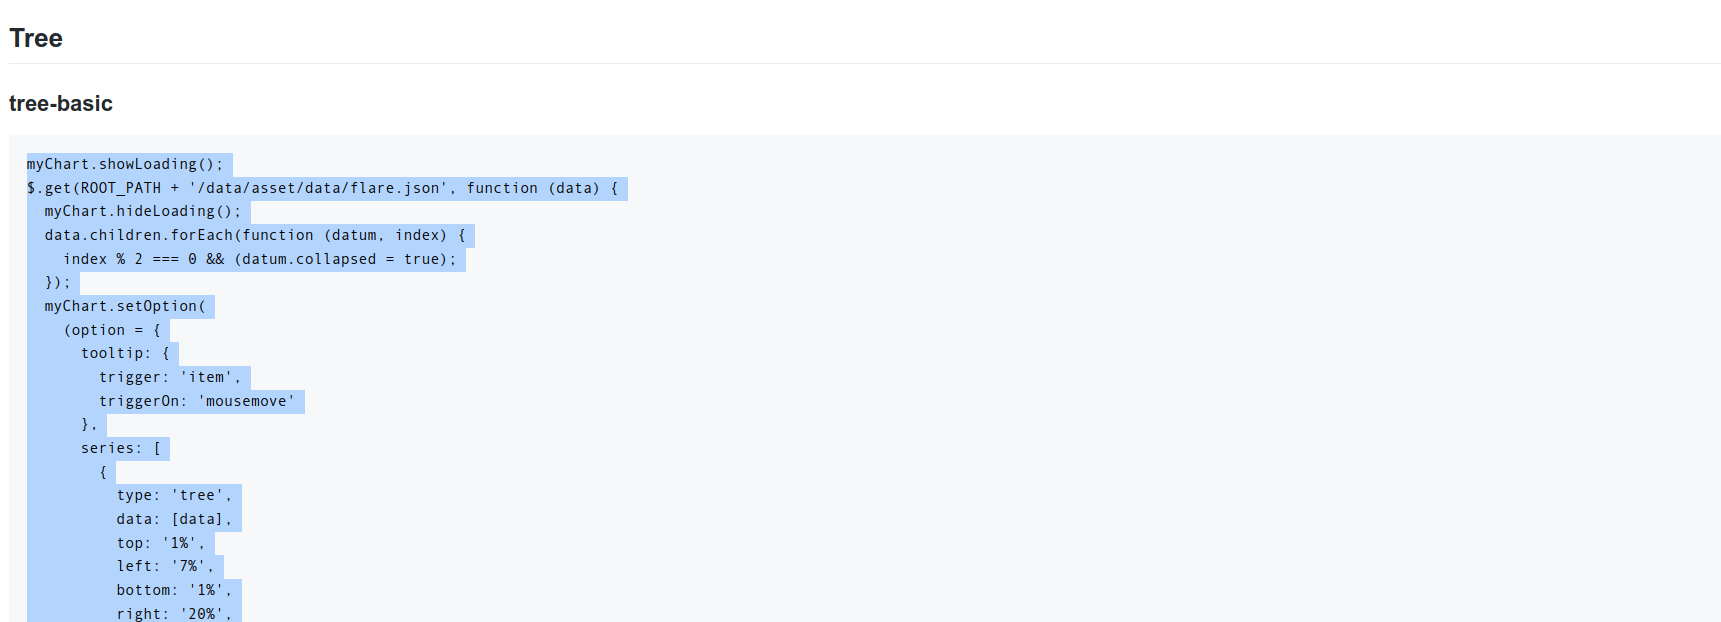 Tree
tree-basic
myChart.showLoading();
$.get(ROOT_PATH + '/data/asset/data/flare.json', function (data) {
  myChart.hideLoading();
  data.children.forEach(function (datum, index) {
    index % 2 === 0 && (datum.collapsed = true);
  });
  myChart.setOption(
    (option = {
      tooltip: {
        trigger: 'item',
        triggerOn: 'mousemove'
      },
      series: [
        {
          type: 'tree',
          data: [data],
          top: '1%',
          left: '7%',
          bottom: '1%',
          right: '20%',